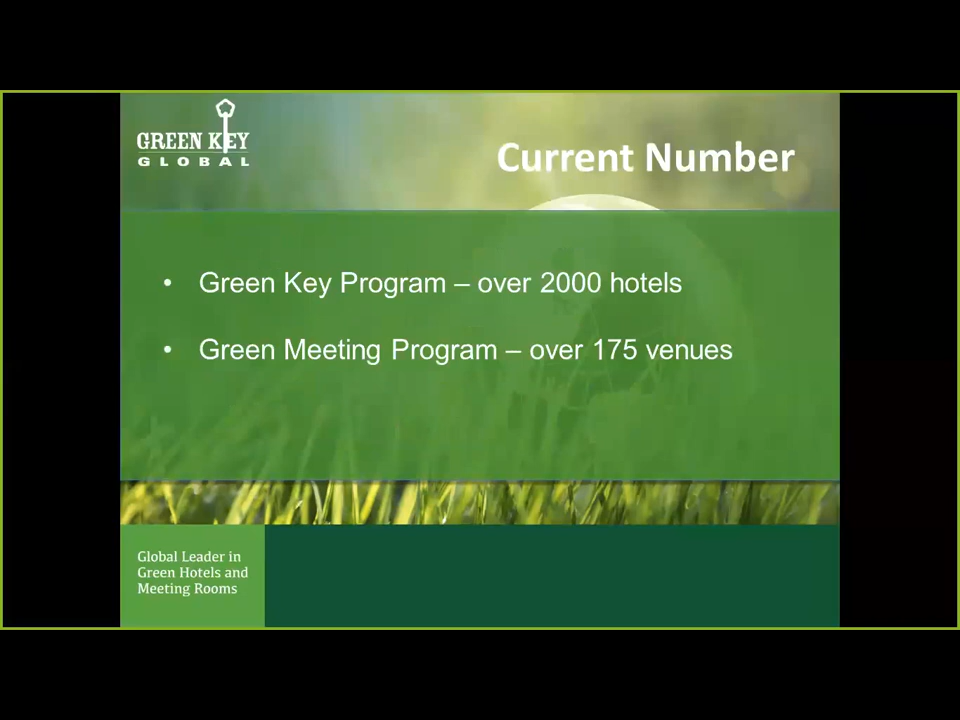 GREEN KEY
GLOBAL
Current Number
• Green Key Program – over 2000 hotels
• Green Meeting Program – over 175 venues
Global Leader in
Green Hotels and
Meeting Rooms